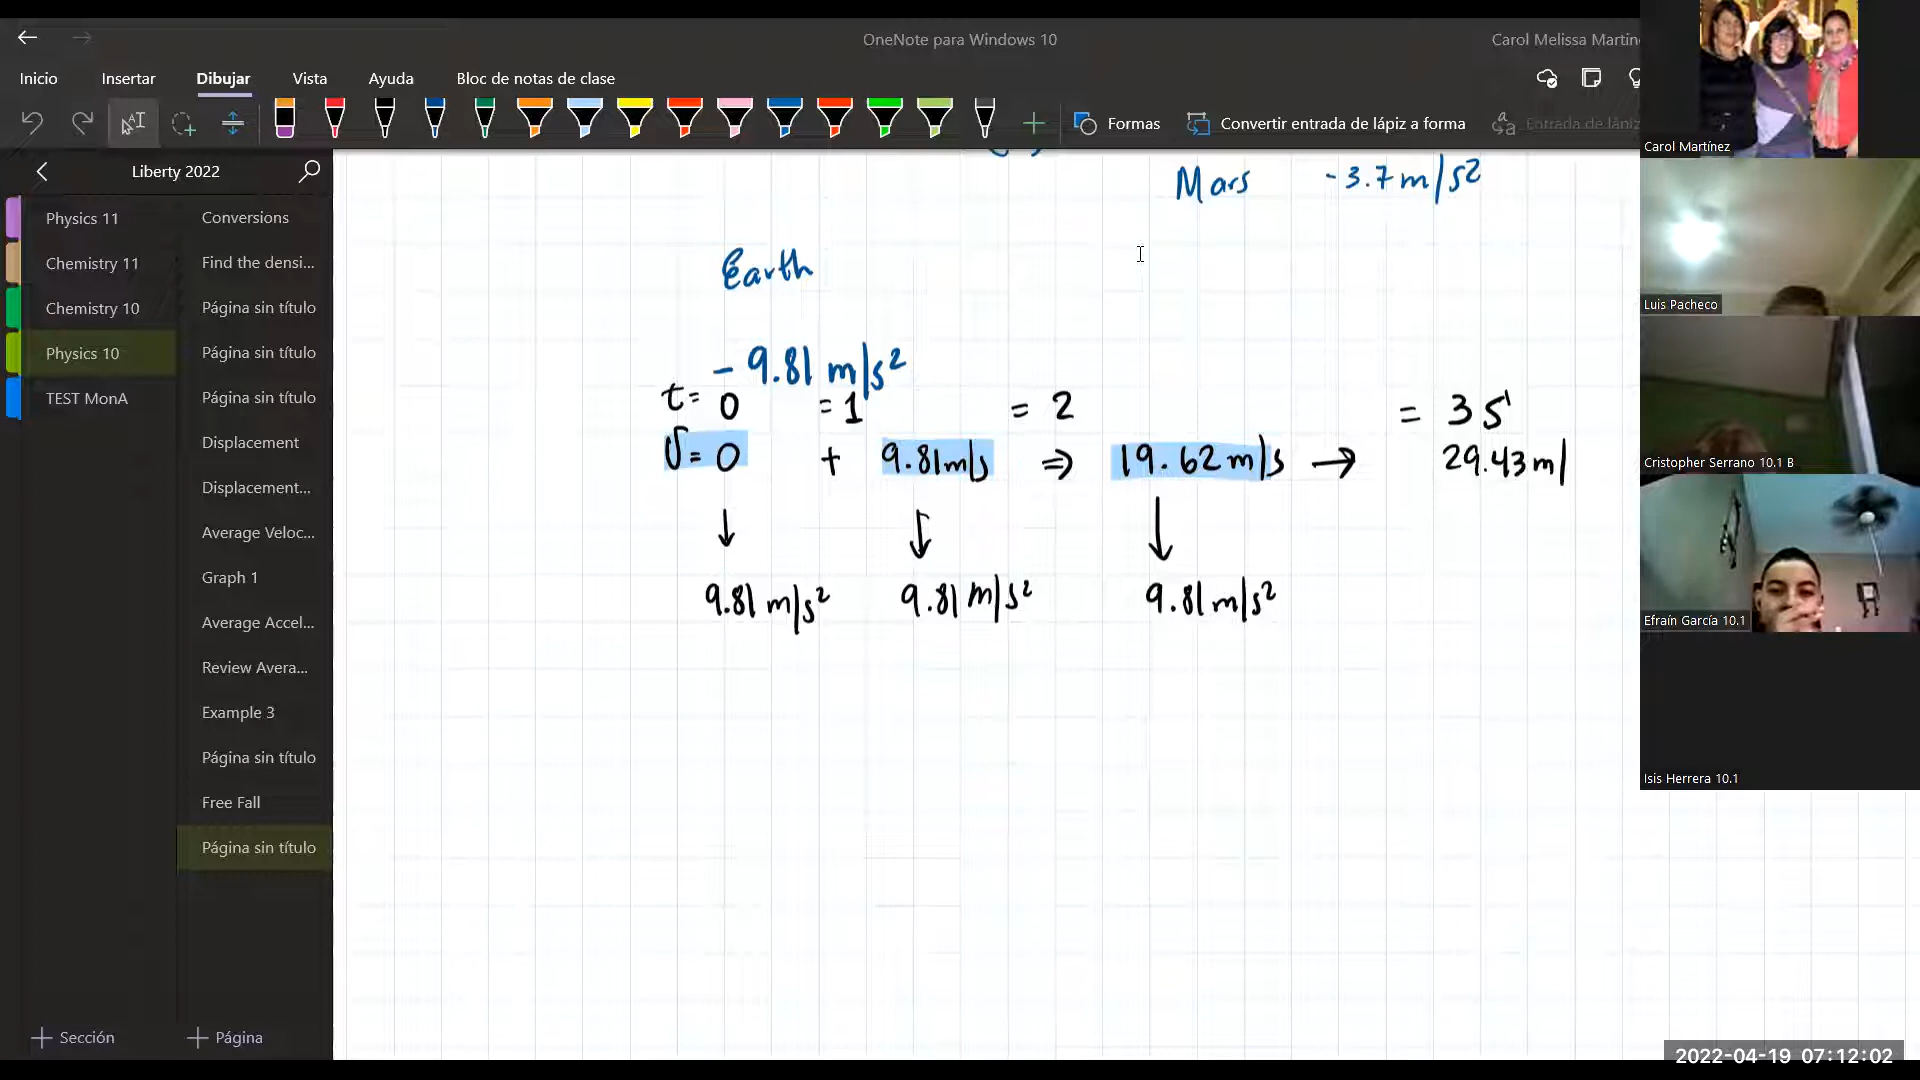 OneNote para Windows 10
Carol Melissa Martine
Inicio
Insertar
Dibujar
Vista
Ayuda
Bloc de notas de clase
Formas
Convertir entrada de lápiz a forma
Entrada de lápiz
Liberty 2022
Physics 11
Chemistry 11
Chemistry 10
Physics 10
TEST MonA
Conversions
Find the densi...
Página sin título
Página sin título
Página sin título
Displacement
Displacement...
Average Veloc...
Graph 1
Average Accel...
Review Avera...
Example 3
Página sin título
Free Fall
Página sin título
Sección
Página
Mars -3.7 m/s²
Earth
- 9.81 m/s²
t= 0 =1 = 2 = 3 s
v= 0 + 9.81 m/s ⇒ 19.62 m/s → 29.43 m/
↓ ↓ ↓
9.81 m/s² 9.81 m/s² 9.81 m/s²
Carol Martínez
Luis Pacheco
Cristopher Serrano 10.1 B
Efraín García 10.1
Isis Herrera 10.1
2022-04-19 07:12:02